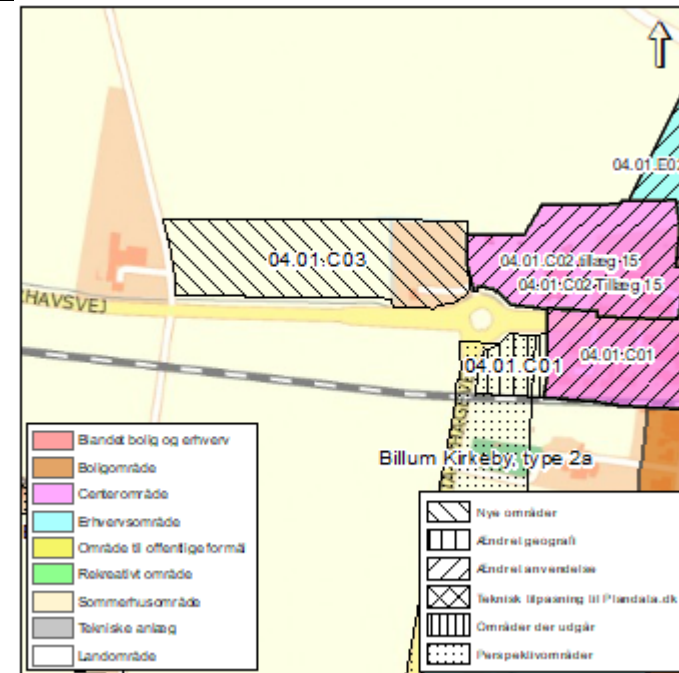 04.01.E02
04.01.C03
04.01.C02 tillæg 15
04.01.C02 Tillæg 15
HAVSVEJ
04.01.C01
04.01.C01
Billum Kirkeby, type 2a
Blandet bolig og erhverv
Boligområde
Centerområde
Erhvervsområde
Område til offentlige formål
Rekreativt område
Sommerhusområde
Tekniske anlæg
Landområde
Nye områder
Ændret geografi
Ændret anvendelse
Teknisk tilpasning til Plandata.dk
Områder der udgår
Perspektivområder